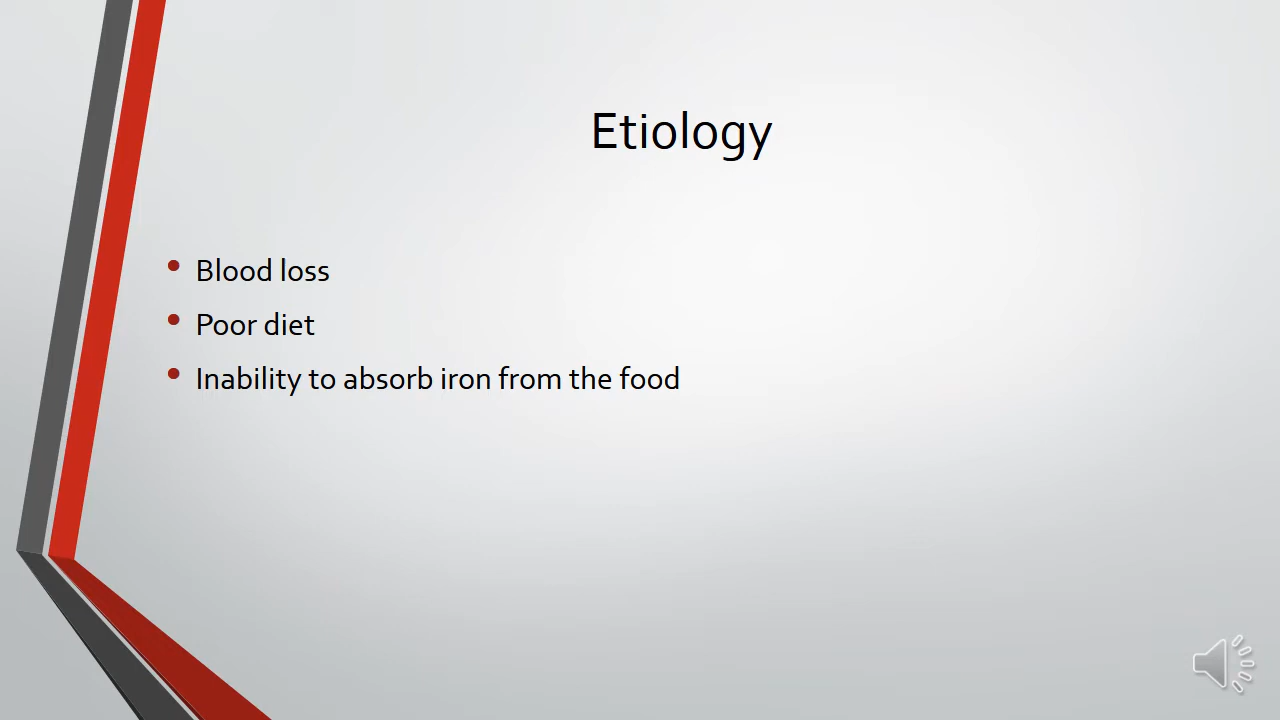 Etiology
• Blood loss
• Poor diet
• Inability to absorb iron from the food